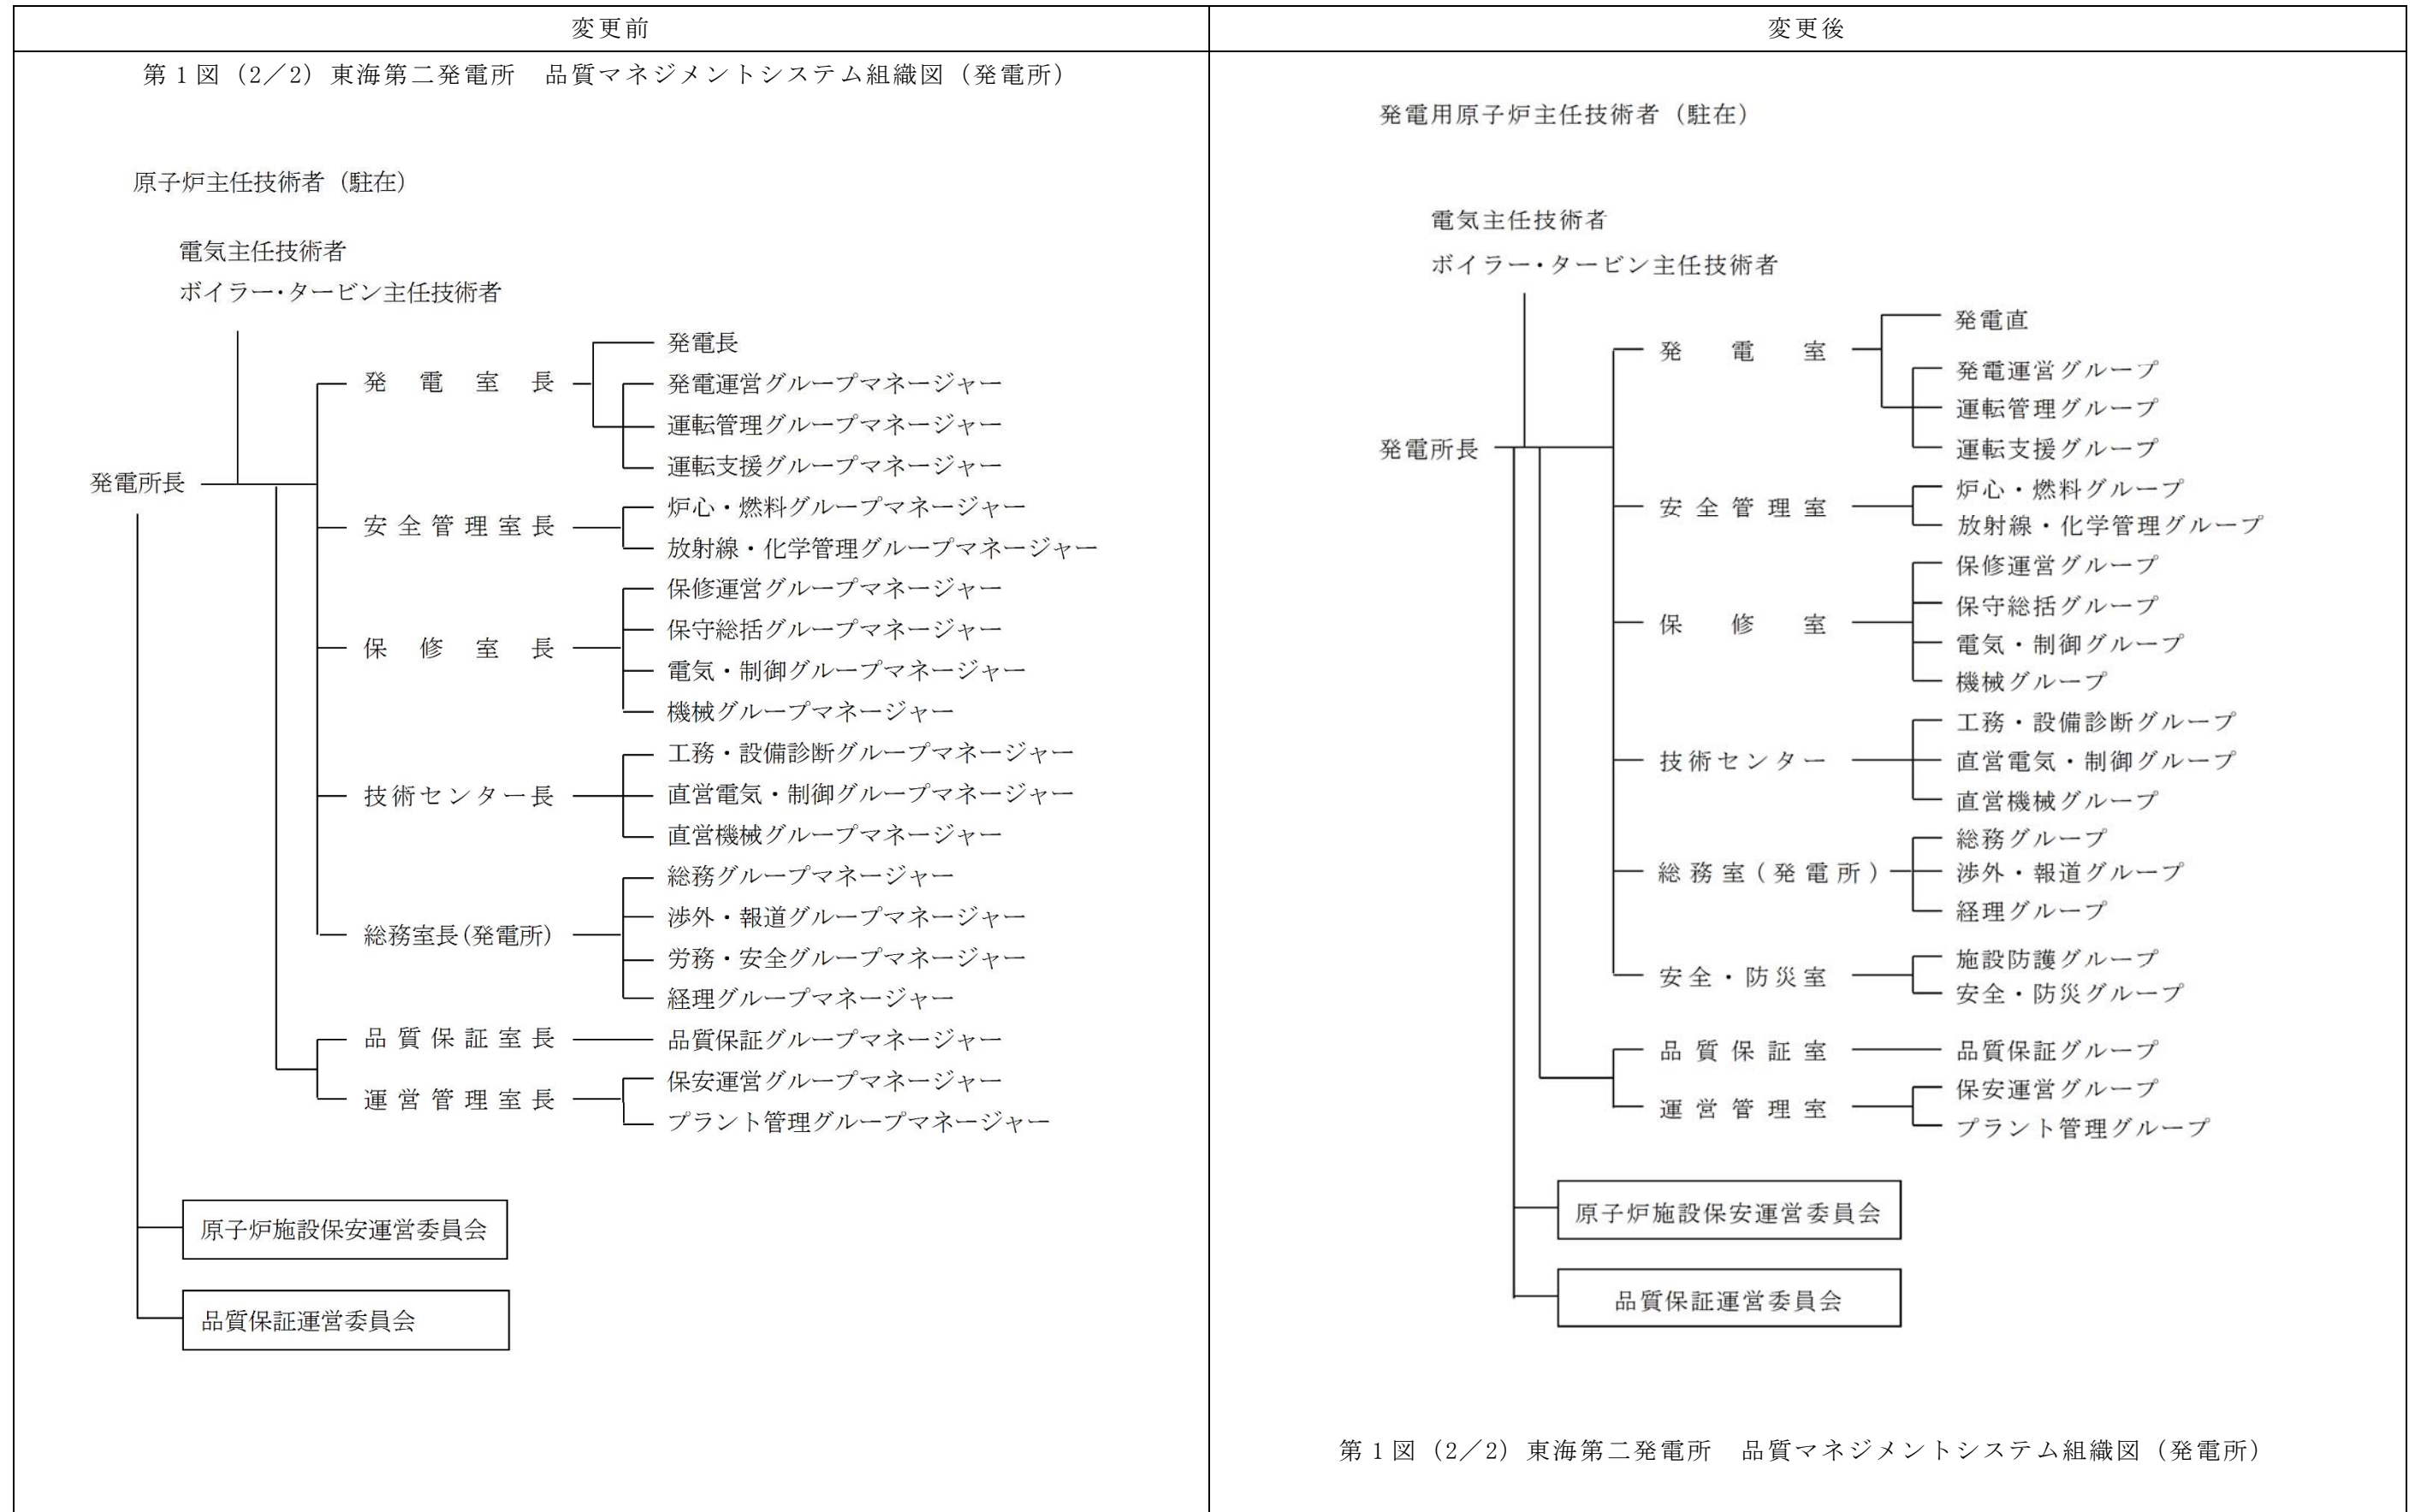 変更前
第1図（2／2）東海第二発電所　品質マネジメントシステム組織図（発電所）
原子炉主任技術者（駐在）
電気主任技術者
ボイラー･タービン主任技術者
発電長
発電室長
発電運営グループマネージャー
運転管理グループマネージャー
運転支援グループマネージャー
発電所長
炉心・燃料グループマネージャー
安全管理室長
放射線・化学管理グループマネージャー
保修運営グループマネージャー
保守総括グループマネージャー
保修室長
電気・制御グループマネージャー
機械グループマネージャー
工務・設備診断グループマネージャー
技術センター長
直営電気・制御グループマネージャー
直営機械グループマネージャー
総務グループマネージャー
渉外・報道グループマネージャー
総務室長(発電所)
労務・安全グループマネージャー
経理グループマネージャー
品質保証室長
品質保証グループマネージャー
保安運営グループマネージャー
運営管理室長
プラント管理グループマネージャー
原子炉施設保安運営委員会
品質保証運営委員会
変更後
発電用原子炉主任技術者（駐在）
電気主任技術者
ボイラー･タービン主任技術者
発電直
発電室
発電運営グループ
運転管理グループ
発電所長
運転支援グループ
炉心・燃料グループ
安全管理室
放射線・化学管理グループ
保修運営グループ
保守総括グループ
保修室
電気・制御グループ
機械グループ
工務・設備診断グループ
技術センター
直営電気・制御グループ
直営機械グループ
総務グループ
総務室(発電所)
渉外・報道グループ
経理グループ
施設防護グループ
安全・防災室
安全・防災グループ
品質保証室
品質保証グループ
保安運営グループ
運営管理室
プラント管理グループ
原子炉施設保安運営委員会
品質保証運営委員会
第1図（2／2）東海第二発電所　品質マネジメントシステム組織図（発電所）